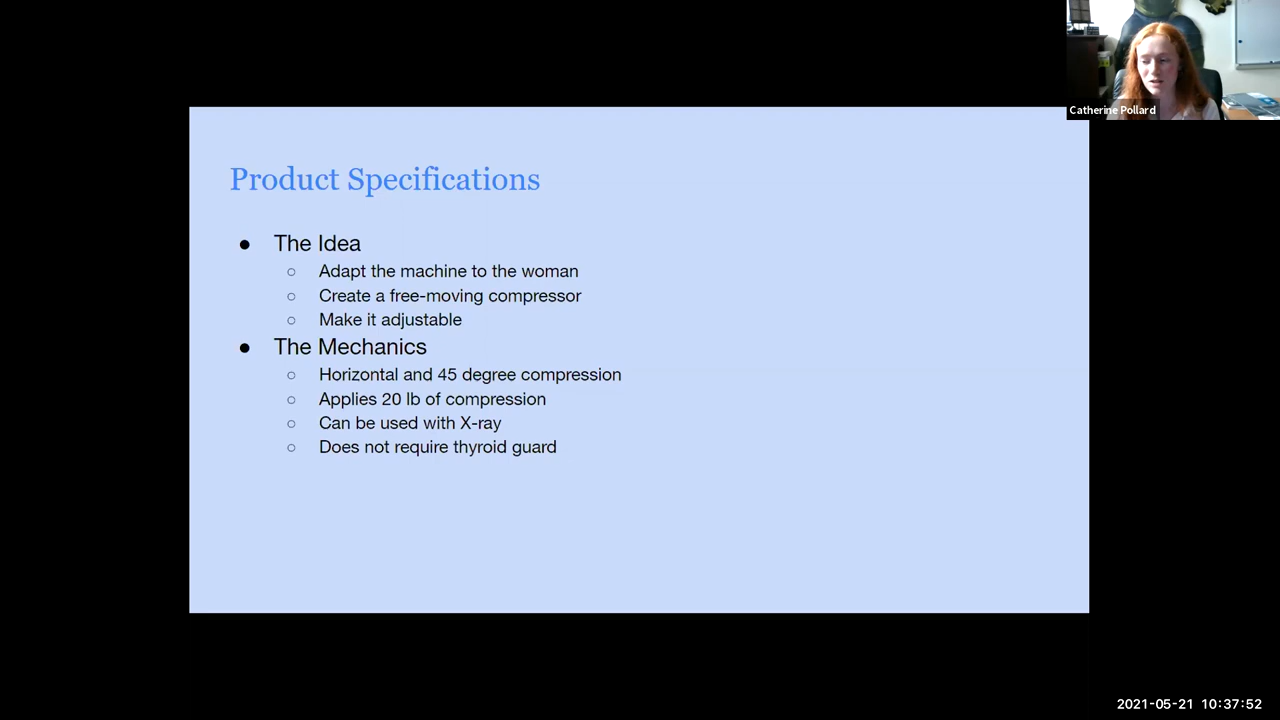 Catherine Pollard
Product Specifications
● The Idea
○ Adapt the machine to the woman
○ Create a free-moving compressor
○ Make it adjustable
● The Mechanics
○ Horizontal and 45 degree compression
○ Applies 20 lb of compression
○ Can be used with X-ray
○ Does not require thyroid guard
2021-05-21 10:37:52